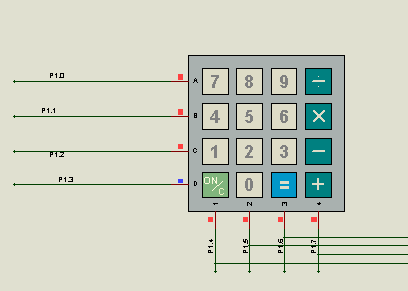 P1.0
A 7 8 9 ÷
P1.1
B 4 5 6 ×
P1.2
C 1 2 3 −
P1.3
D ON/C 0 = +
1 2 3 4
P1.4 P1.5 P1.6 P1.7